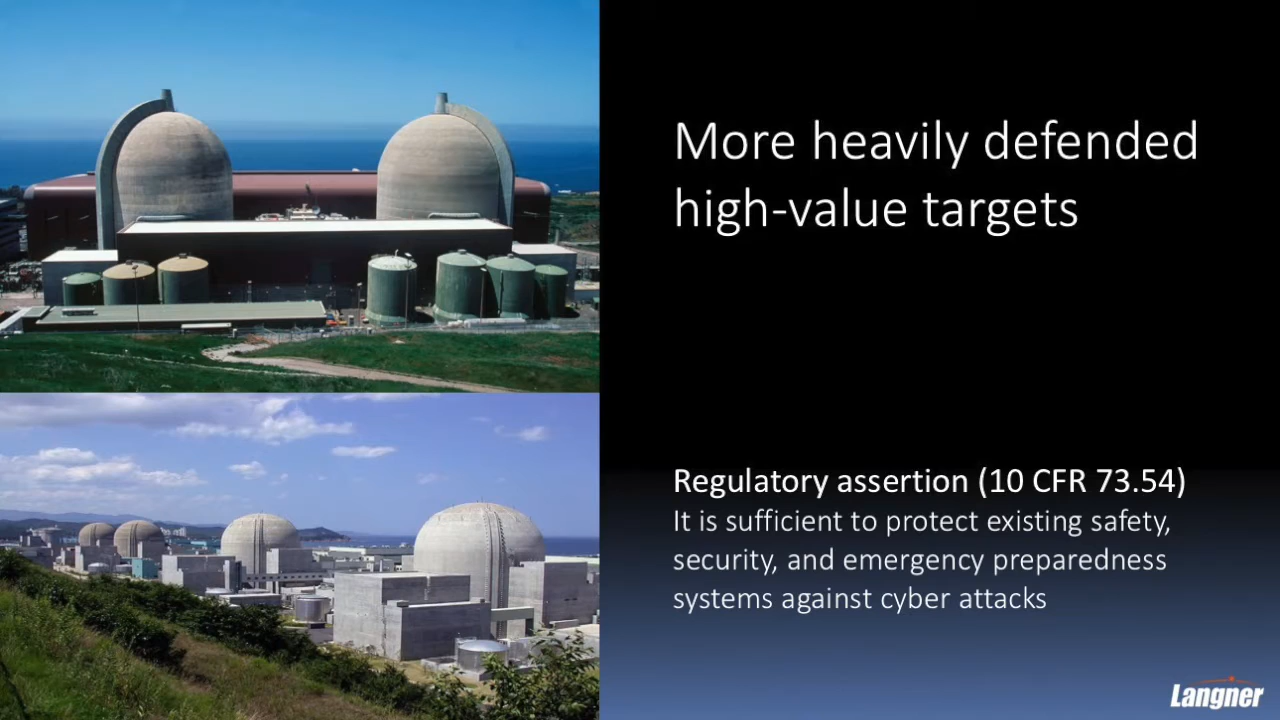 More heavily defended
high-value targets
Regulatory assertion (10 CFR 73.54)
It is sufficient to protect existing safety,
security, and emergency preparedness
systems against cyber attacks
Langner